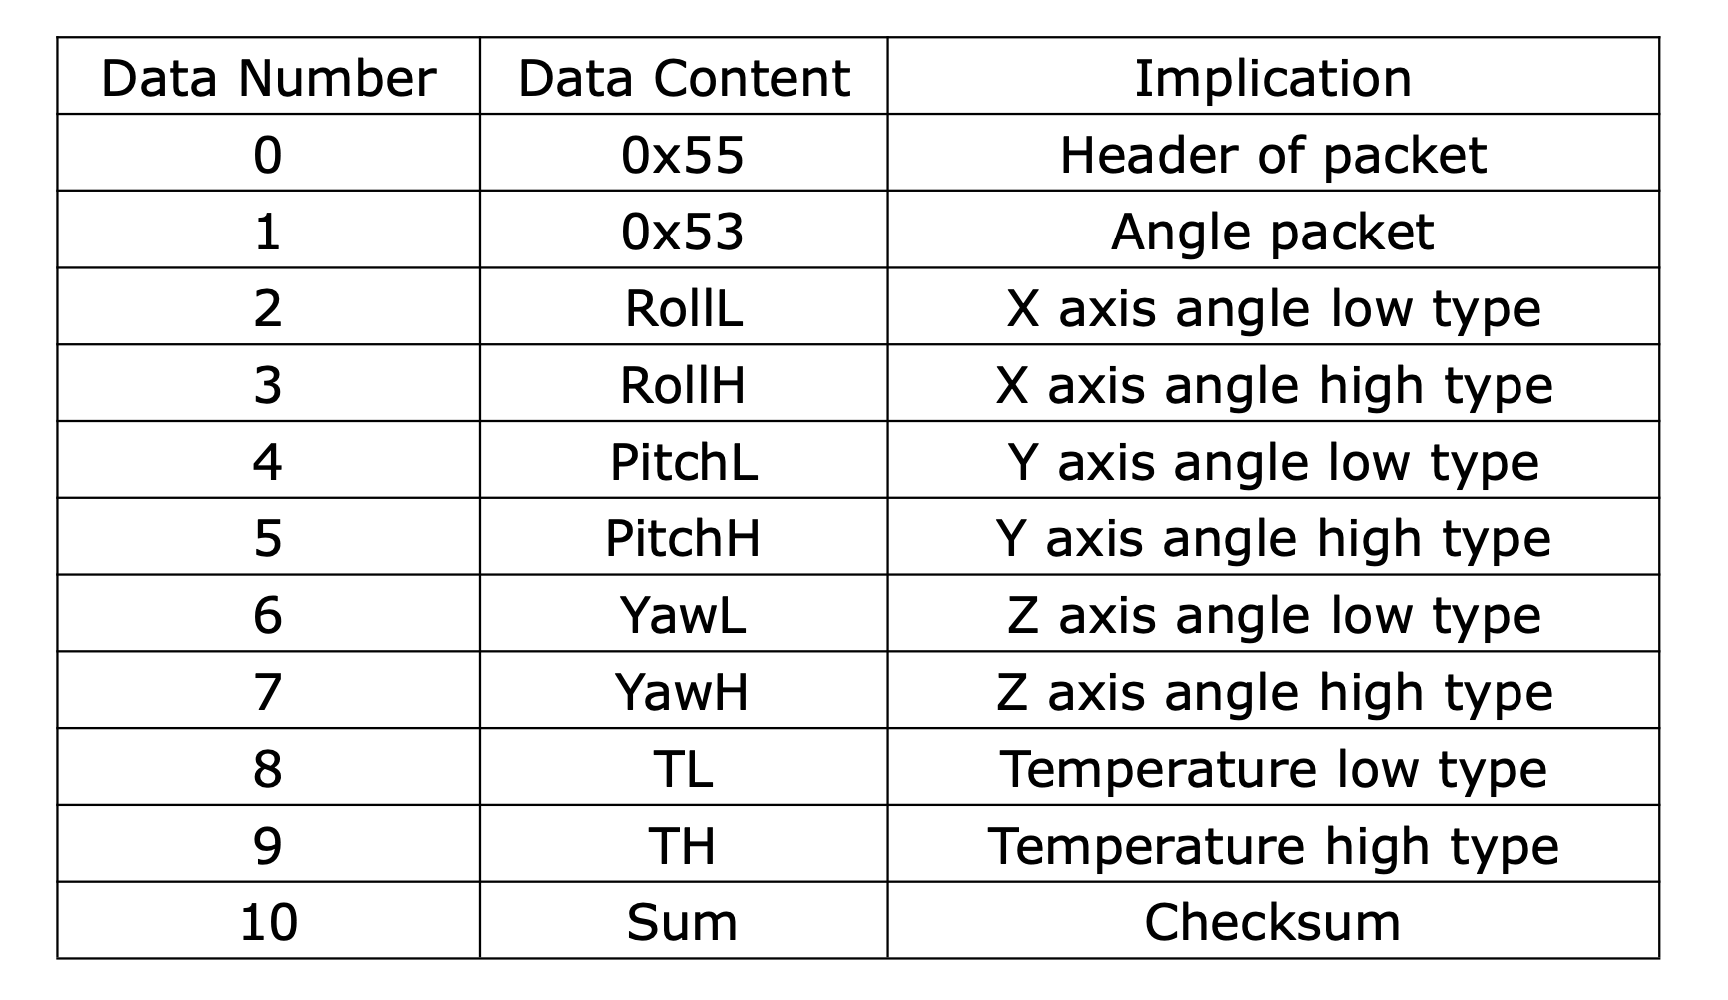 Data Number Data Content Implication
0 0x55 Header of packet
1 0x53 Angle packet
2 RollL X axis angle low type
3 RollH X axis angle high type
4 PitchL Y axis angle low type
5 PitchH Y axis angle high type
6 YawL Z axis angle low type
7 YawH Z axis angle high type
8 TL Temperature low type
9 TH Temperature high type
10 Sum Checksum